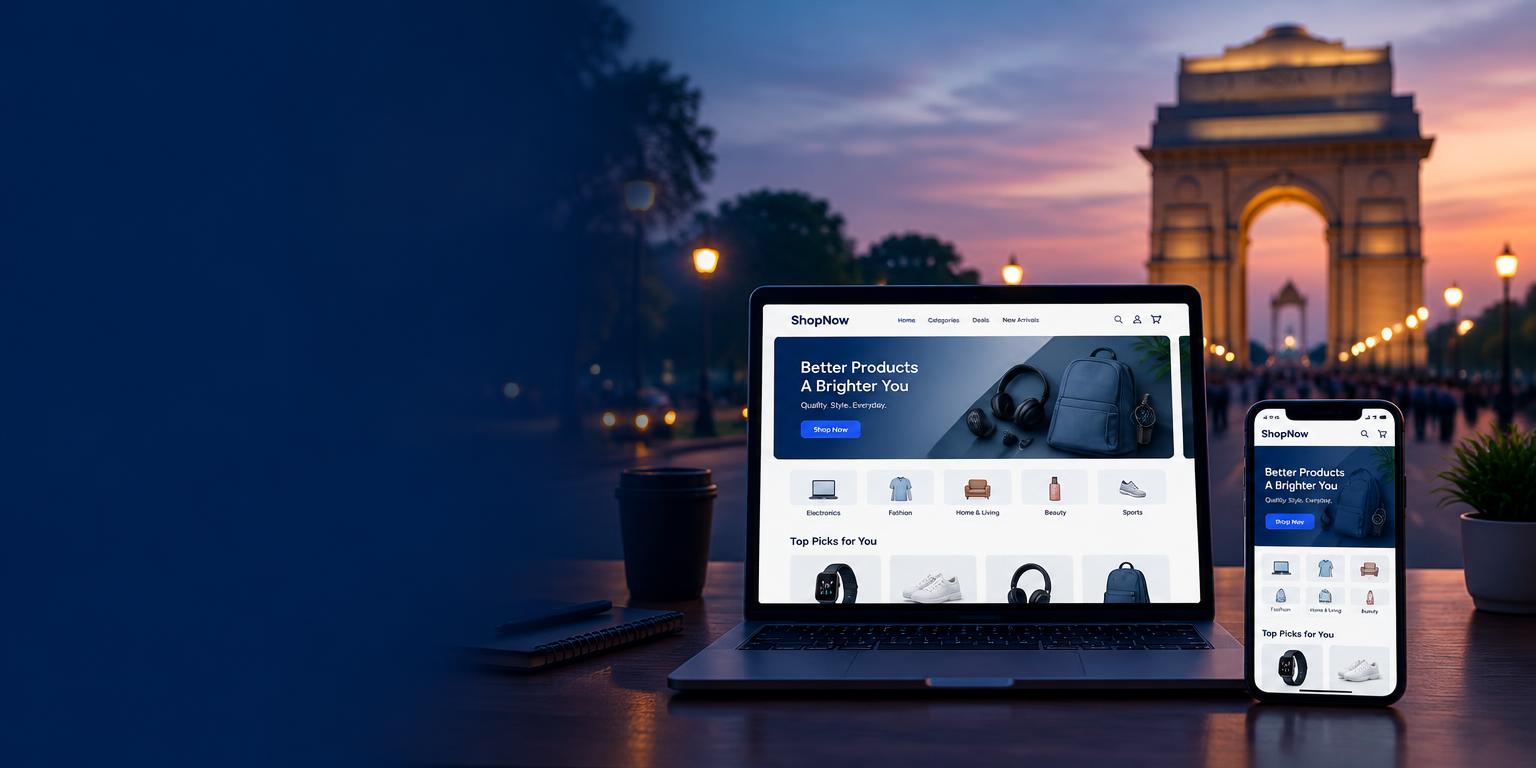 ShopNow
Home Categories Deals New Arrivals
Better Products
A Brighter You
Quality. Style. Everyday.
Shop Now
Electronics
Fashion
Home & Living
Beauty
Sports
Top Picks for You
ShopNow
Better Products
A Brighter You
Quality. Style. Everyday.
Shop Now
Fashion
Home & Living
Beauty
Top Picks for You